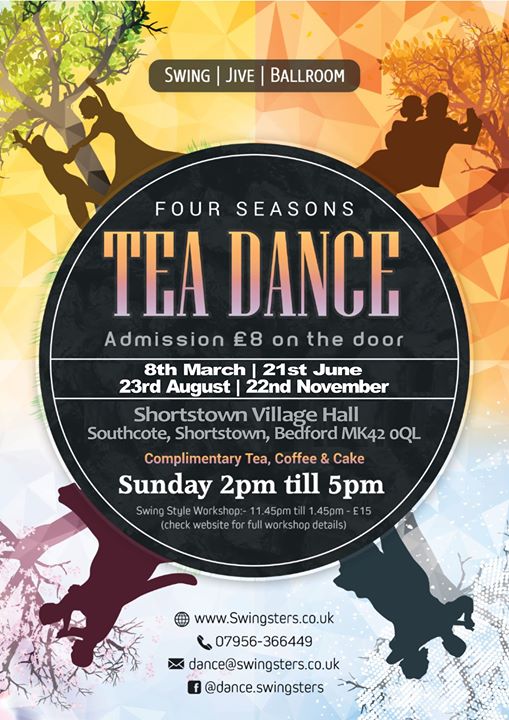 Swing | Jive | Ballroom
FOUR SEASONS
TEA DANCE
Admission £8 on the door
8th March | 21st June
23rd August | 22nd November
Shortstown Village Hall
Southcote, Shortstown, Bedford MK42 0QL
Complimentary Tea, Coffee & Cake
Sunday 2pm till 5pm
Swing Style Workshop:- 11.45pm till 1.45pm - £15
(check website for full workshop details)
www.Swingsters.co.uk
07956-366449
dance@swingsters.co.uk
@dance.swingsters